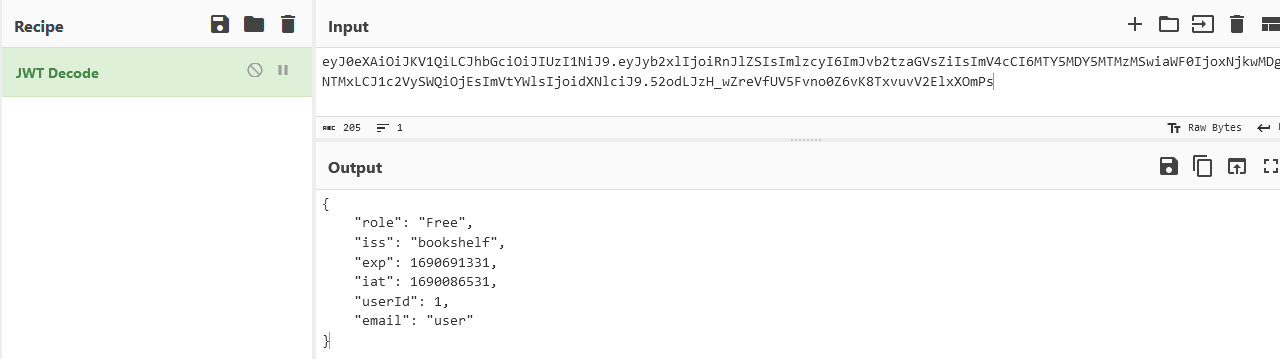 Recipe
Input
JWT Decode
eyJ0eXAiOiJKV1QiLCJhbGciOiJIUzI1NiJ9.eyJyb2xlIjoiRnJlZSIsImlzcyI6ImJvb2tzaGVsZiIsImV4cCI6MTY5MDY5MTMzMSwiaWF0IjoxNjkwMDg
NTMxLCJ1c2VySWQiOjEsImVtYWlsIjoidXNlciJ9.52odLJzH_wZreVfUV5Fvno0Z6vK8TxvuvV2ElxXOmPs
ABC 205 1
Raw Bytes
Output
{
    "role": "Free",
    "iss": "bookshelf",
    "exp": 1690691331,
    "iat": 1690086531,
    "userId": 1,
    "email": "user"
}